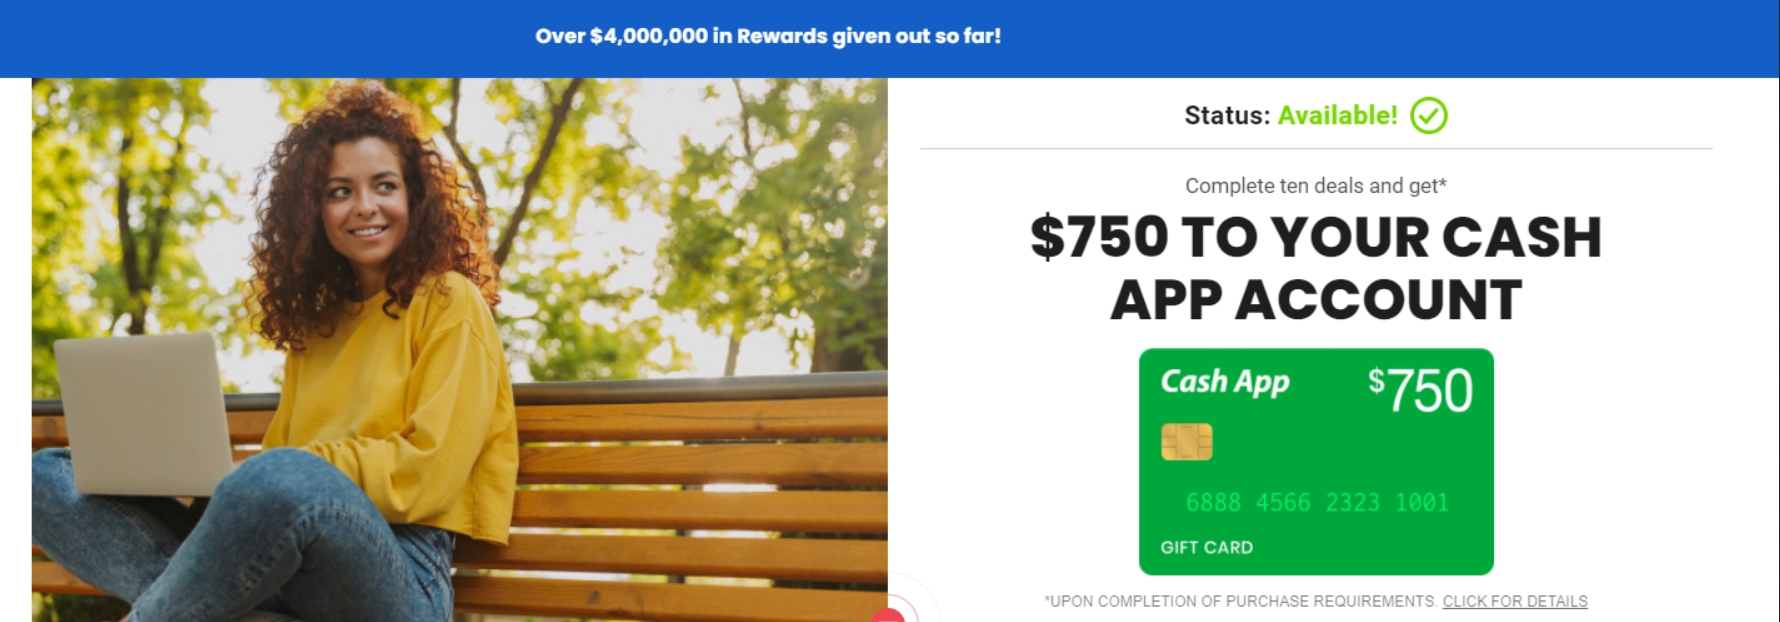 Over $4,000,000 in Rewards given out so far!
Status: Available!
Complete ten deals and get*
$750 TO YOUR CASH
APP ACCOUNT
Cash App $750
6888 4566 2323 1001
GIFT CARD
*UPON COMPLETION OF PURCHASE REQUIREMENTS. CLICK FOR DETAILS